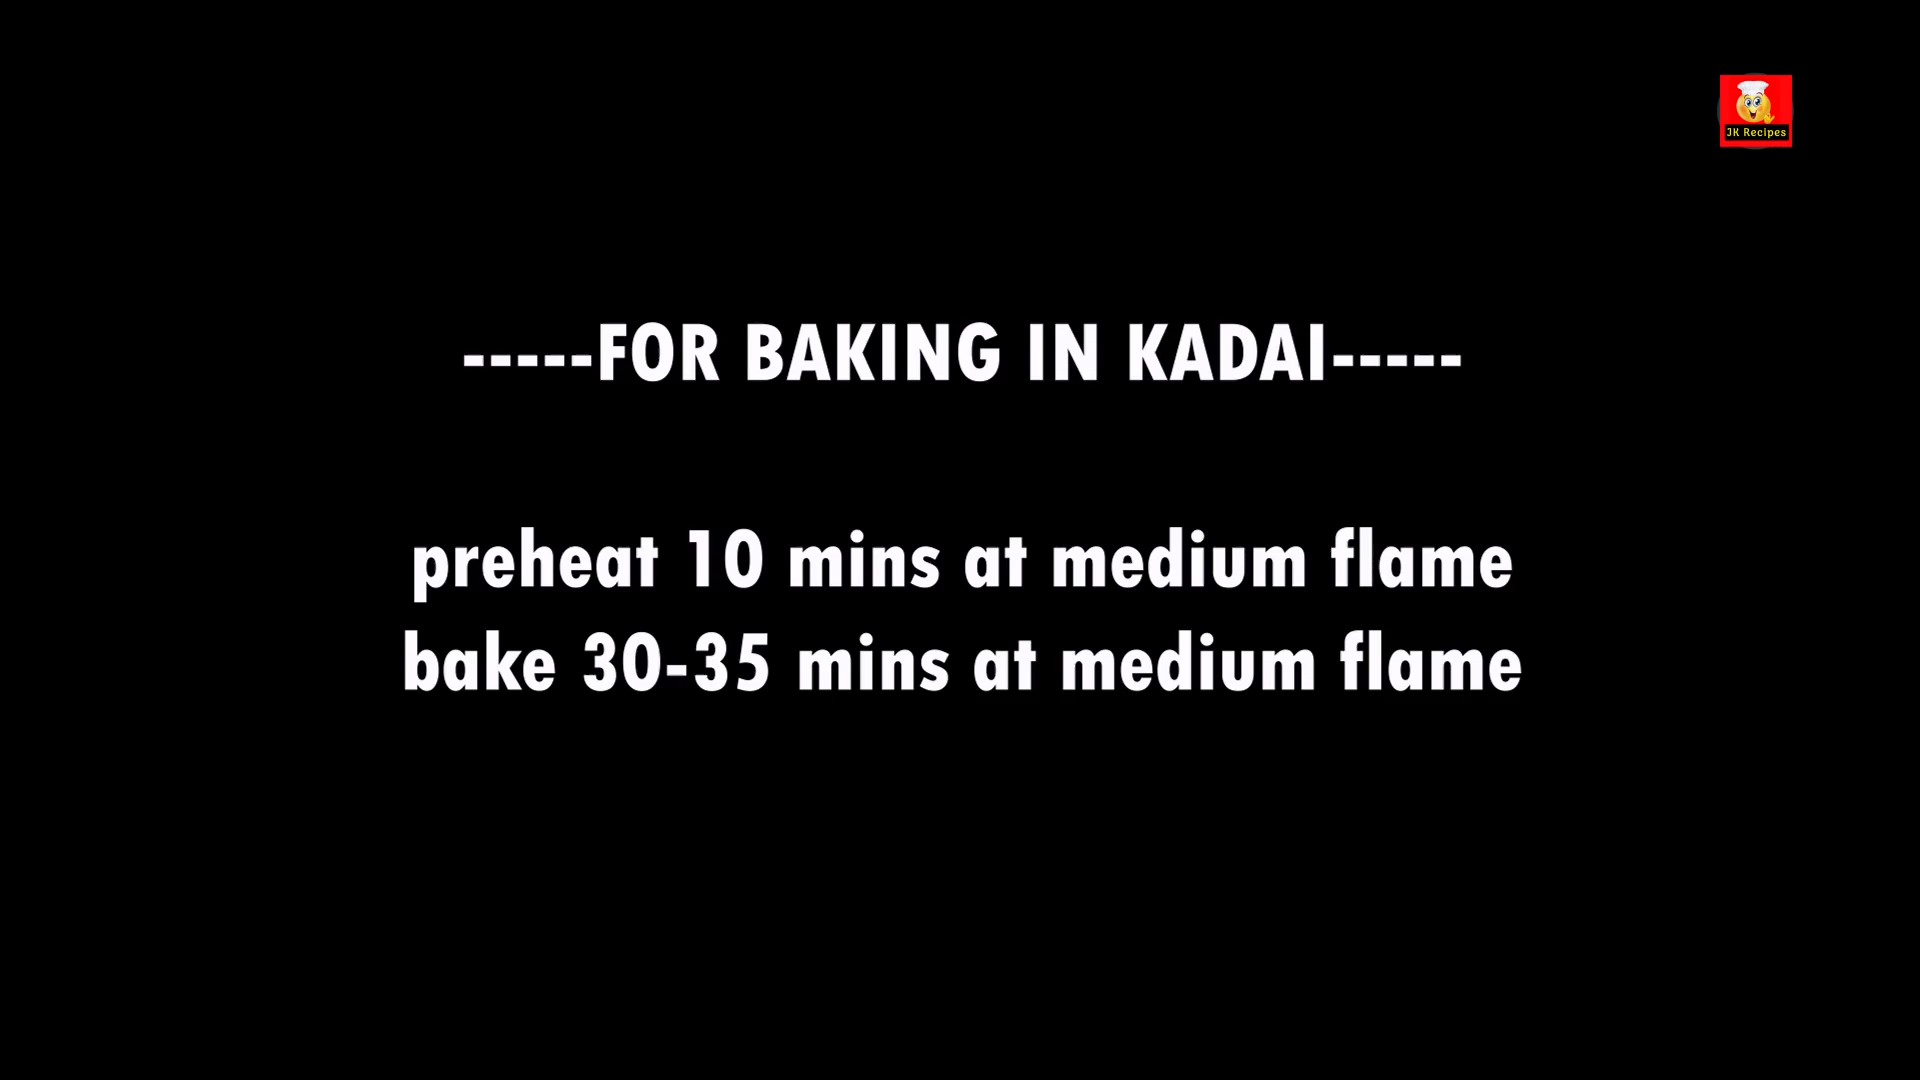 JK Recipes
-----FOR BAKING IN KADAI-----
preheat 10 mins at medium flame
bake 30-35 mins at medium flame